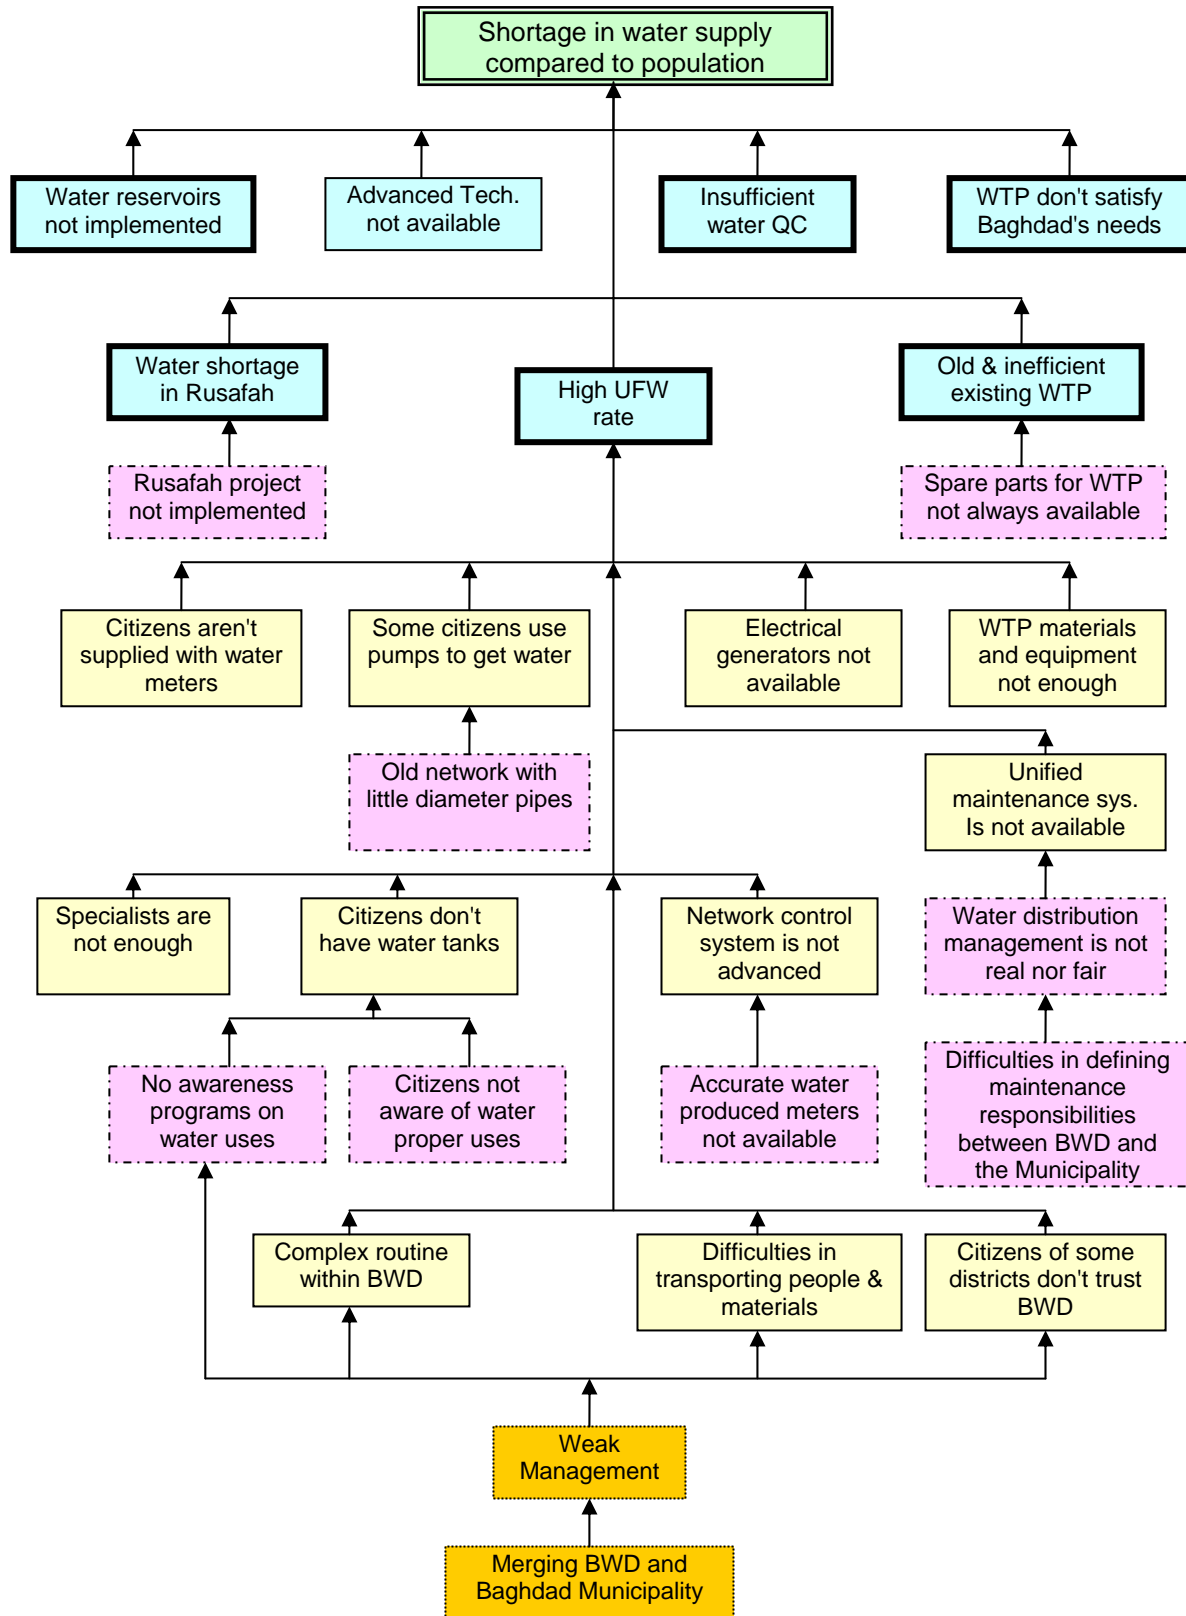 Shortage in water supply
compared to population
Water reservoirs
not implemented
Advanced Tech.
not available
Insufficient
water QC
WTP don't satisfy
Baghdad's needs
Water shortage
in Rusafah
High UFW
rate
Old & inefficient
existing WTP
Rusafah project
not implemented
Spare parts for WTP
not always available
Citizens aren't
supplied with water
meters
Some citizens use
pumps to get water
Electrical
generators not
available
WTP materials
and equipment
not enough
Old network with
little diameter pipes
Unified
maintenance sys.
Is not available
Specialists are
not enough
Citizens don't
have water tanks
Network control
system is not
advanced
Water distribution
management is not
real nor fair
No awareness
programs on
water uses
Citizens not
aware of water
proper uses
Accurate water
produced meters
not available
Difficulties in defining
maintenance
responsibilities
between BWD and
the Municipality
Complex routine
within BWD
Difficulties in
transporting people &
materials
Citizens of some
districts don't trust
BWD
Weak
Management
Merging BWD and
Baghdad Municipality